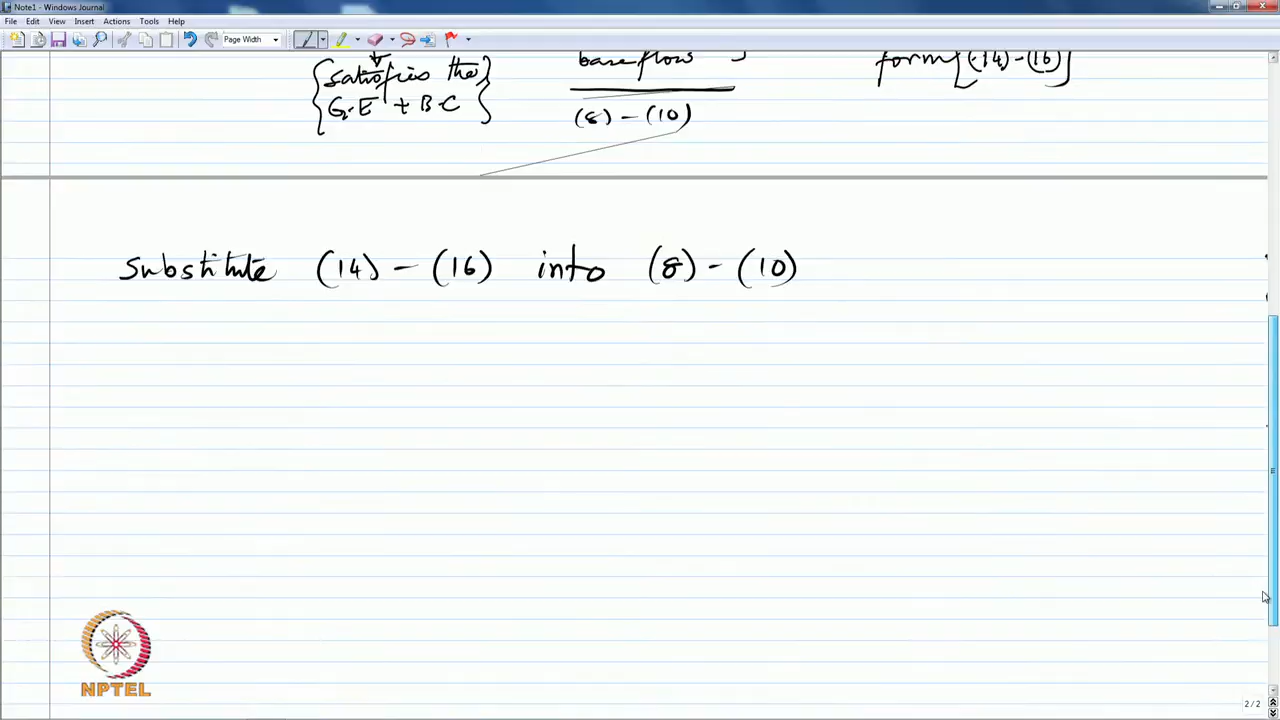 Note1 - Windows Journal
File Edit View Insert Actions Tools Help
Page Width
{satisfies the
G.E + B.C}
base flow
(8) - (10)
form [(14) - (16)]
Substitute (14) - (16) into (8) - (10)
NPTEL
2 / 2